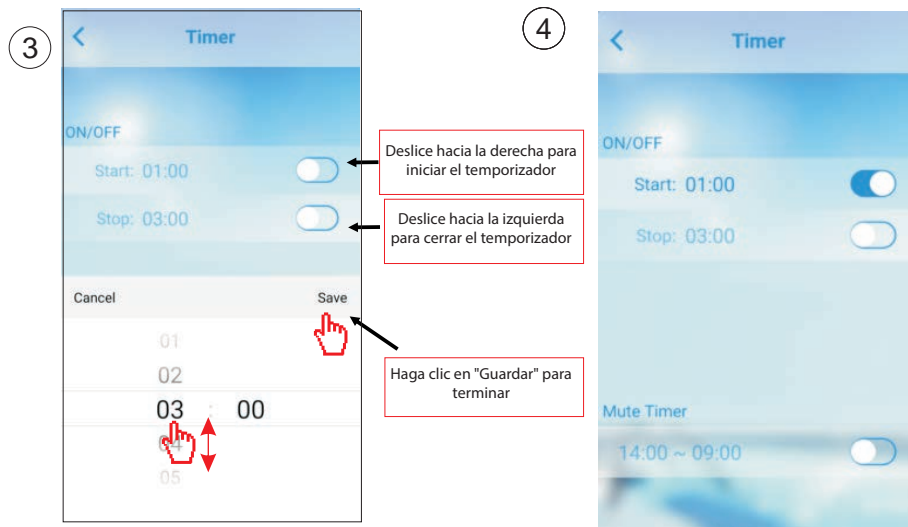 3
Timer
ON/OFF
Start: 01:00
Stop: 03:00
Cancel
Save
01
02
03 : 00
04
05
Deslice hacia la derecha para
iniciar el temporizador
Deslice hacia la izquierda
para cerrar el temporizador
Haga clic en "Guardar" para
terminar
4
Timer
ON/OFF
Start: 01:00
Stop: 03:00
Mute Timer
14:00 ~ 09:00